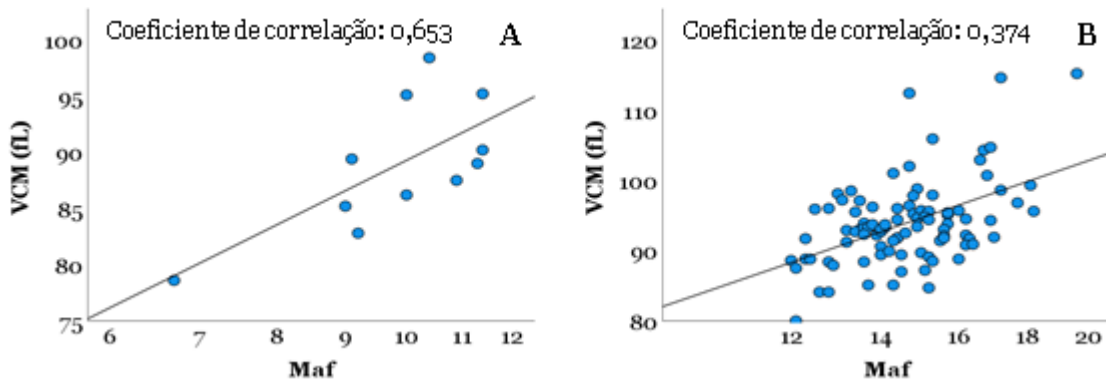 Coeficiente de correlação: 0,653
A
VCM (fL)
100
95
90
85
80
75
6 7 8 9 10 11 12
Maf
Coeficiente de correlação: 0,374
B
VCM (fL)
120
110
100
90
80
12 14 16 18 20
Maf